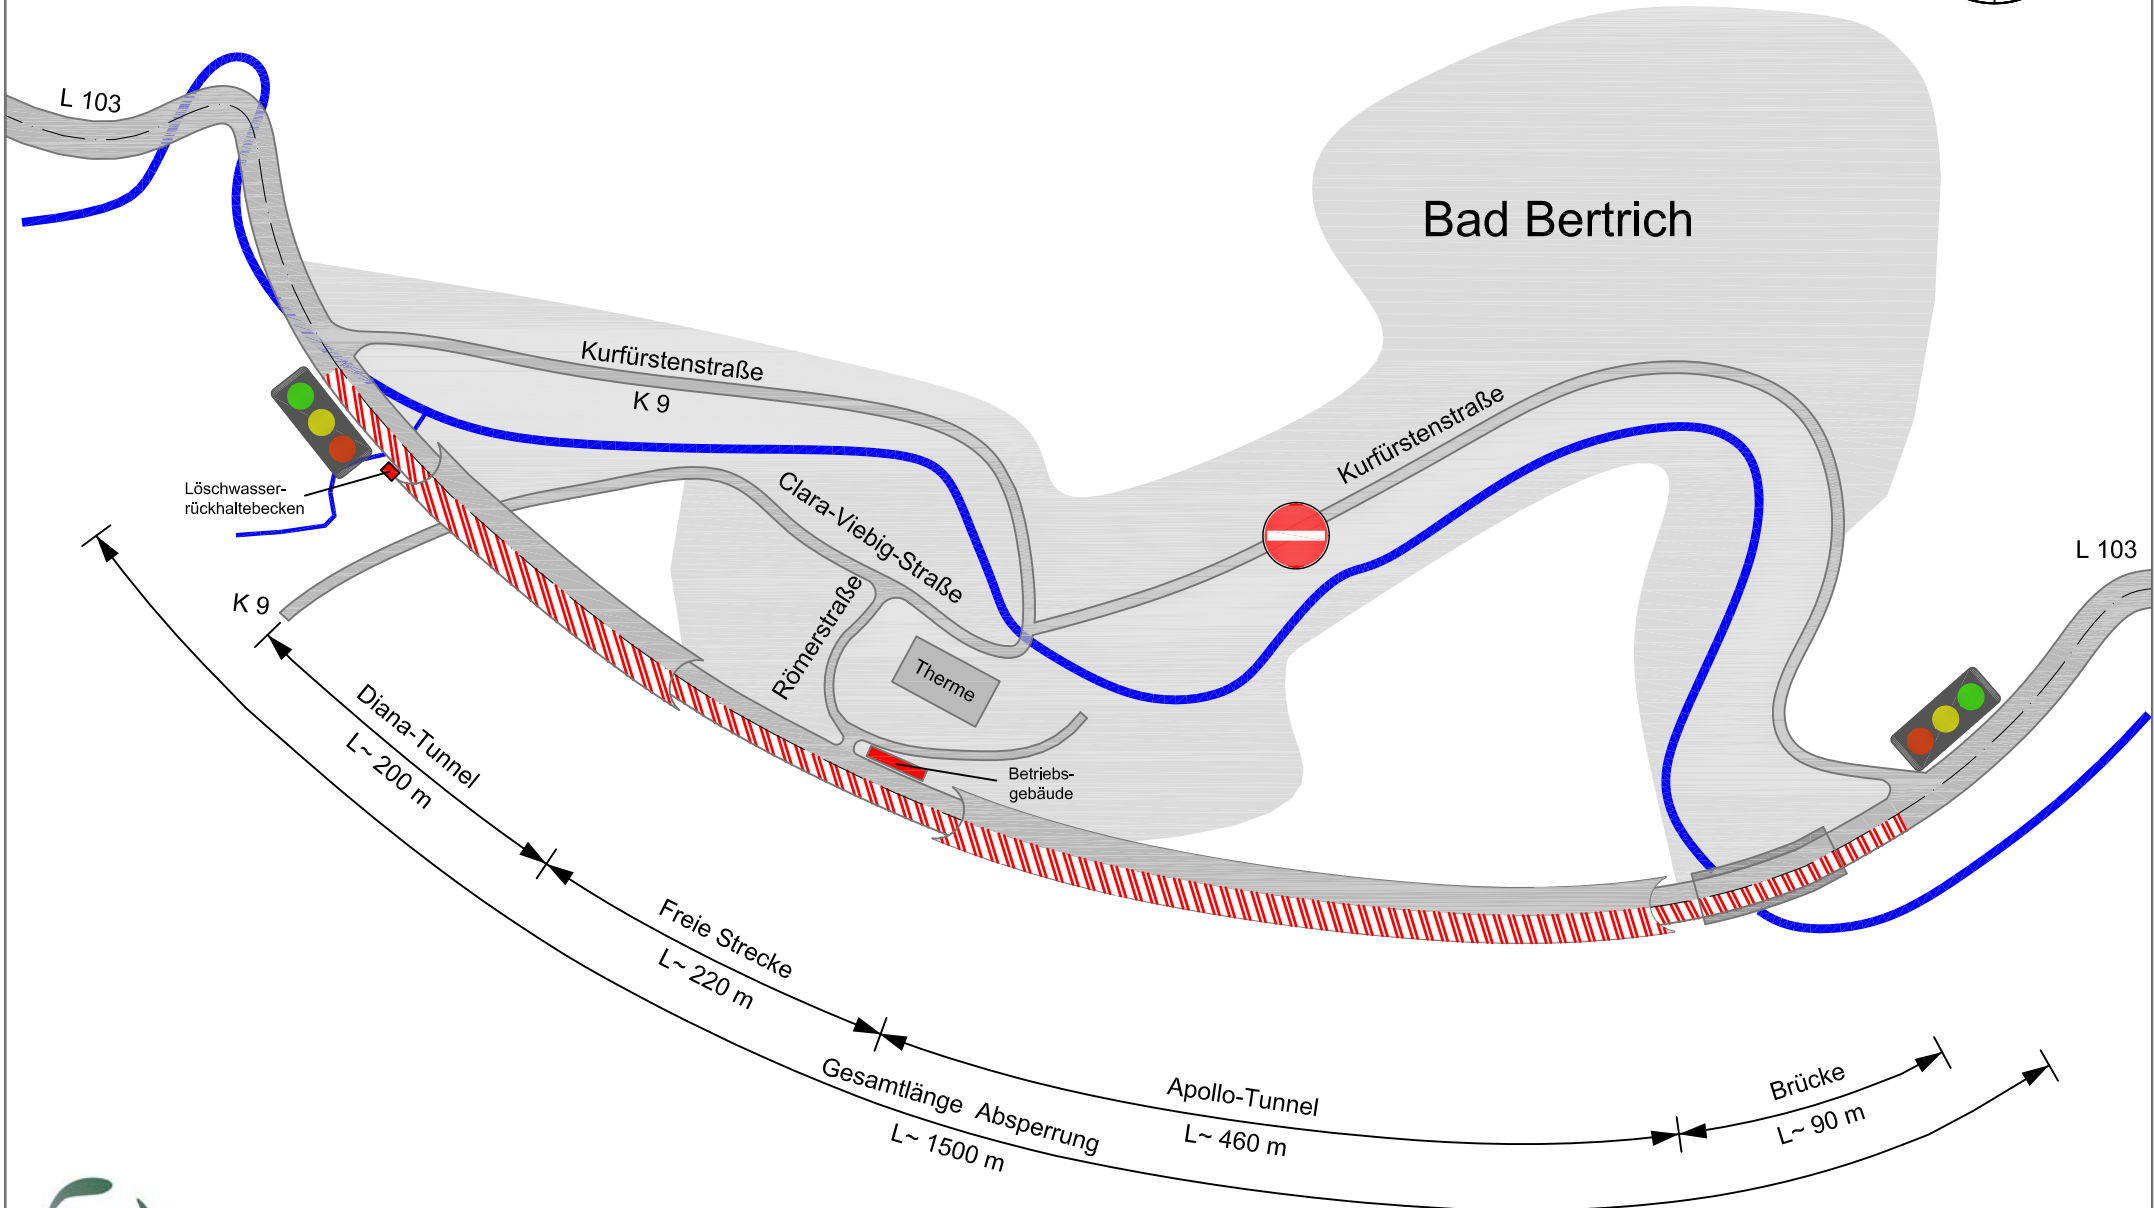 L 103
Bad Bertrich
Kurfürstenstraße
K 9
Kurfürstenstraße
Clara-Viebig-Straße
Löschwasser-
rückhaltebecken
L 103
K 9
Römerstraße
Therme
Betriebs-
gebäude
Diana-Tunnel
L~ 200 m
Freie Strecke
L~ 220 m
Apollo-Tunnel
L~ 460 m
Brücke
L~ 90 m
Gesamtlänge Absperrung
L~ 1500 m